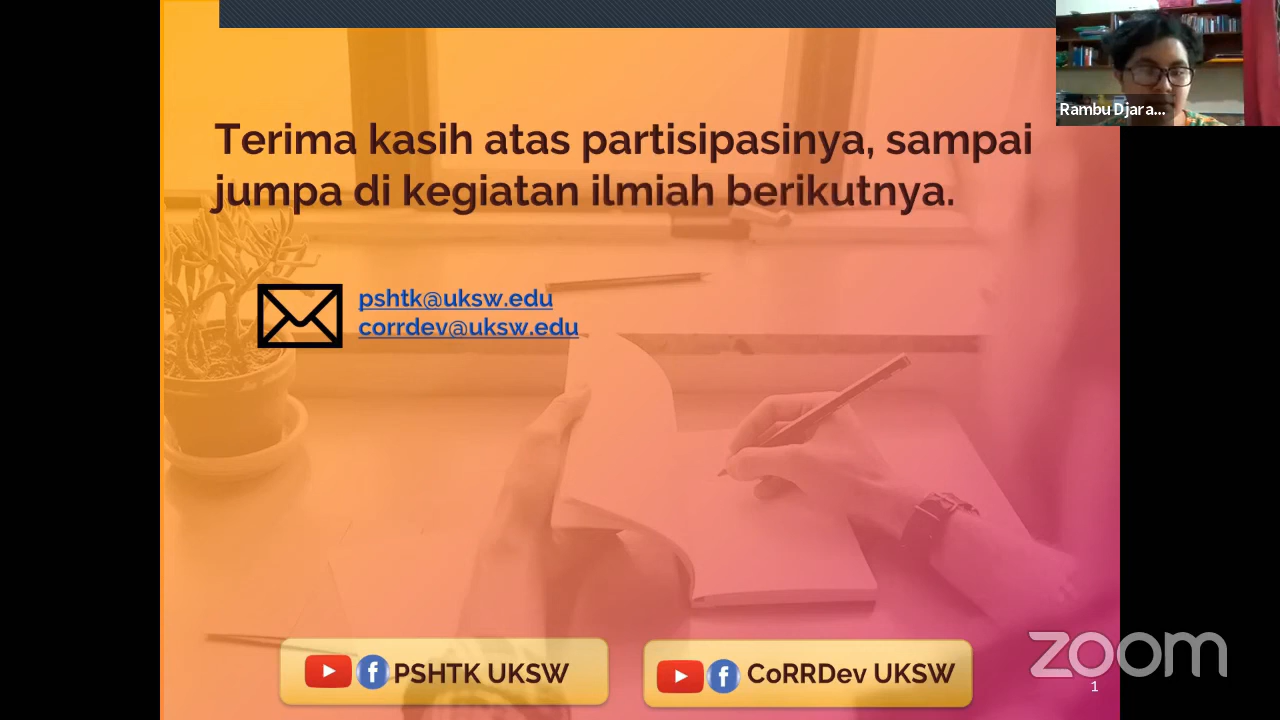 Rambu Djara...
Terima kasih atas partisipasinya, sampai
jumpa di kegiatan ilmiah berikutnya.
pshtk@uksw.edu
corrdev@uksw.edu
PSHTK UKSW
CoRRDev UKSW
zoom
1